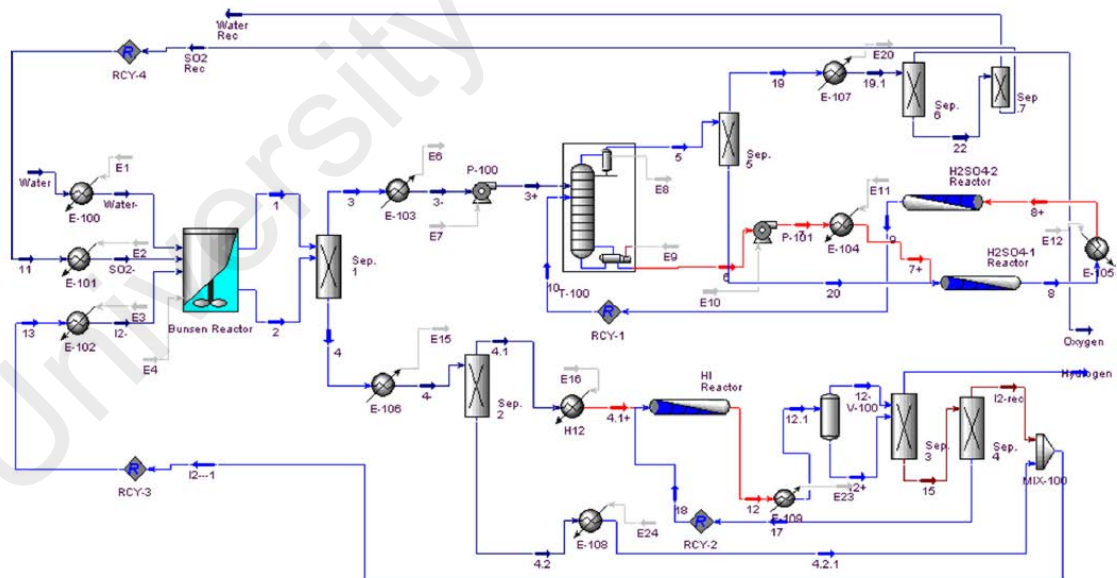 Water
Rec
SO2
Rec
RCY-4
E20
19
E-107
19.1
Sep.
6
22
Sep
7
Water
E1
E-100
Water-
E2
11
E-101
SO2-
E3
13
E-102
I2-
E4
Bunsen Reactor
1
2
Sep.
1
3
E6
E-103
3-
P-100
E7
3+
5
E8
E9
10
T-100
6
Sep.
5
RCY-1
P-101
E10
E11
E-104
7+
20
H2SO4-2
Reactor
9
8+
E12
E-105
H2SO4-1
Reactor
8
Oxygen
Hydrogen
4
E15
E-106
4-
4.1
Sep.
2
E16
H12
4.1+
HI
Reactor
12
12.1
E23
E-109
17
12-
V-100
12+
Sep.
3
15
Sep.
4
I2-rec
MIX-100
18
RCY-2
E24
E-108
4.2
4.2.1
RCY-3
I2---1
University